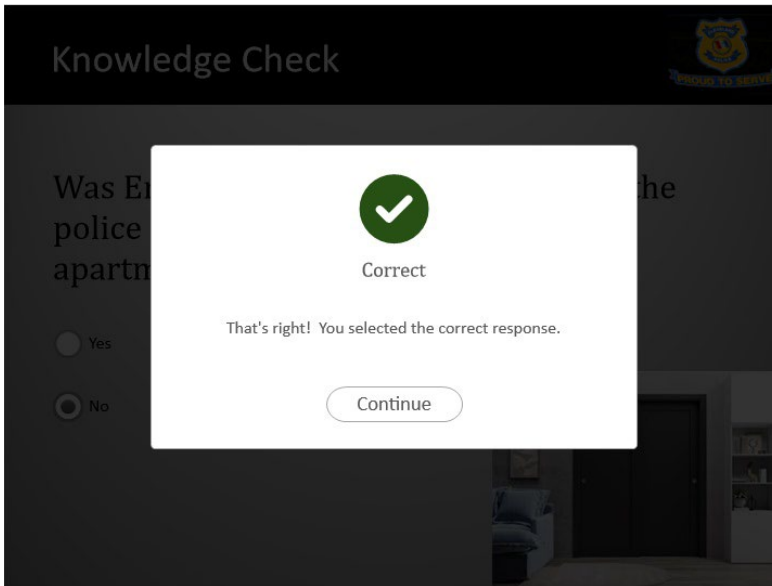 Knowledge Check
PROUD TO SERVE
Was
the
police
Correct
That's right!  You selected the correct response.
Yes
No
Continue